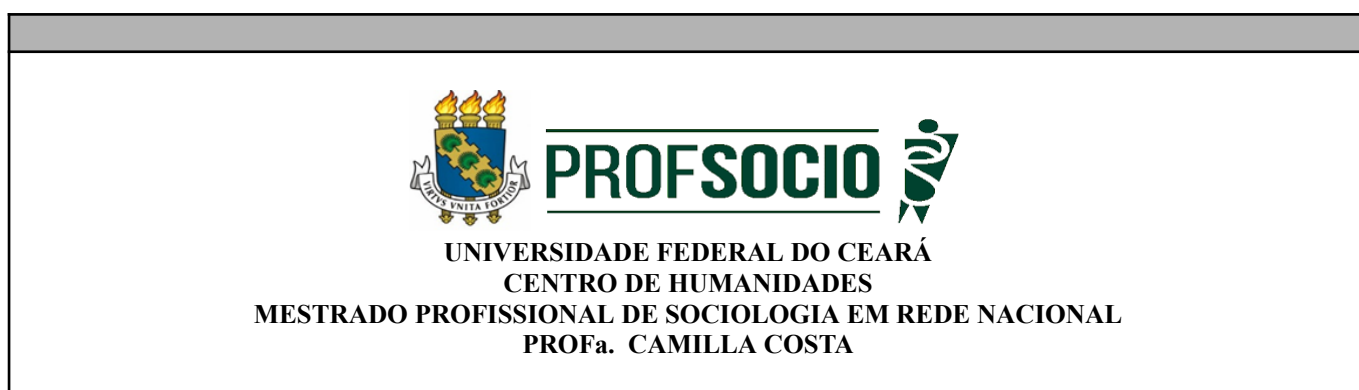 VIRTVS VNITA FORTIOR
PROFSOCIO
UNIVERSIDADE FEDERAL DO CEARÁ
CENTRO DE HUMANIDADES
MESTRADO PROFISSIONAL DE SOCIOLOGIA EM REDE NACIONAL
PROFa. CAMILLA COSTA